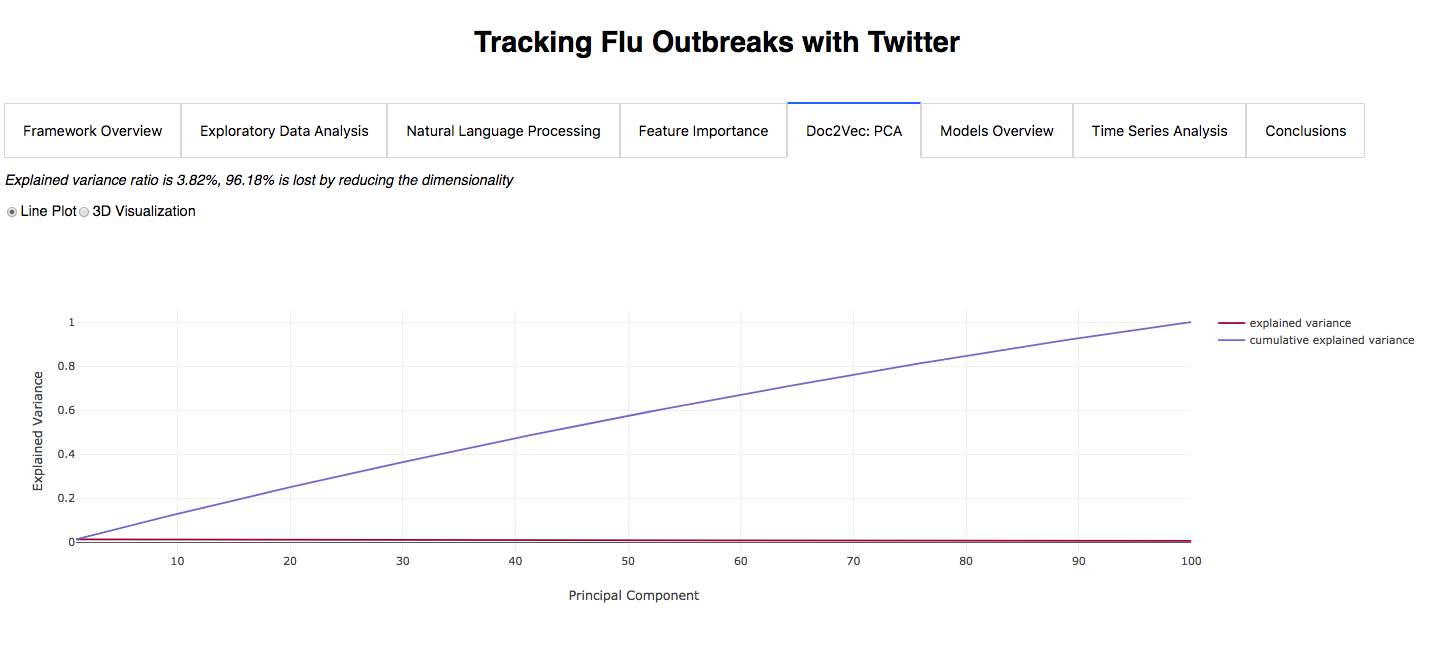 Tracking Flu Outbreaks with Twitter
Framework Overview
Exploratory Data Analysis
Natural Language Processing
Feature Importance
Doc2Vec: PCA
Models Overview
Time Series Analysis
Conclusions
Explained variance ratio is 3.82%, 96.18% is lost by reducing the dimensionality
Line Plot 3D Visualization
explained variance
cumulative explained variance
Explained Variance
1
0.8
0.6
0.4
0.2
0
10 20 30 40 50 60 70 80 90 100
Principal Component